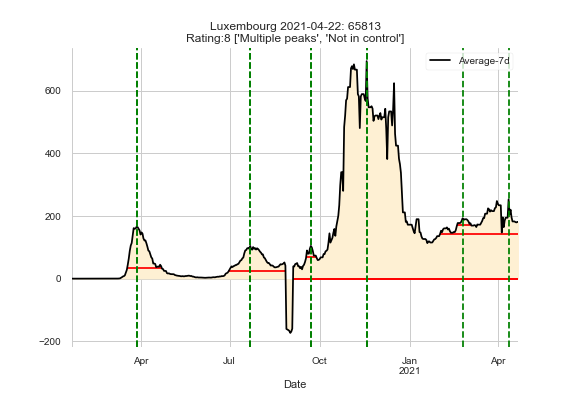 Luxembourg 2021-04-22: 65813
Rating:8 ['Multiple peaks', 'Not in control']
Average-7d
600
400
200
0
−200
Apr
Jul
Oct
Jan
2021
Apr
Date